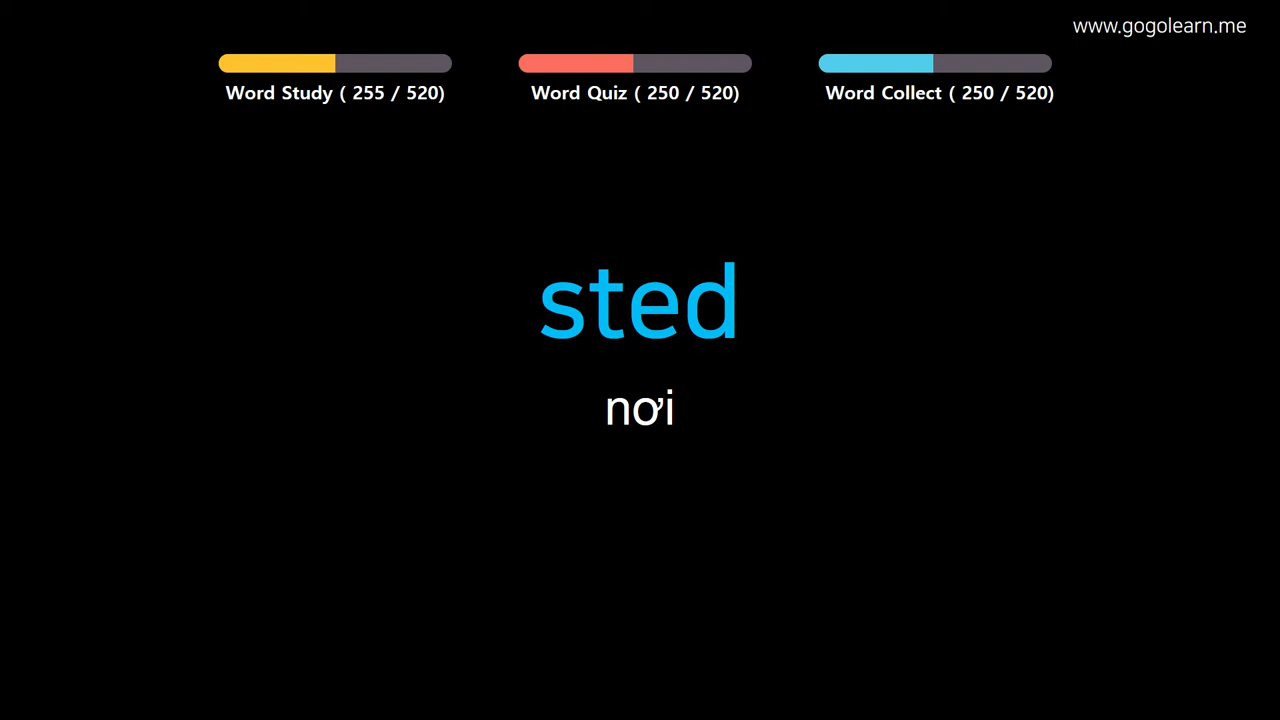 www.gogolearn.me
Word Study ( 255 / 520)
Word Quiz ( 250 / 520)
Word Collect ( 250 / 520)
sted
nơi